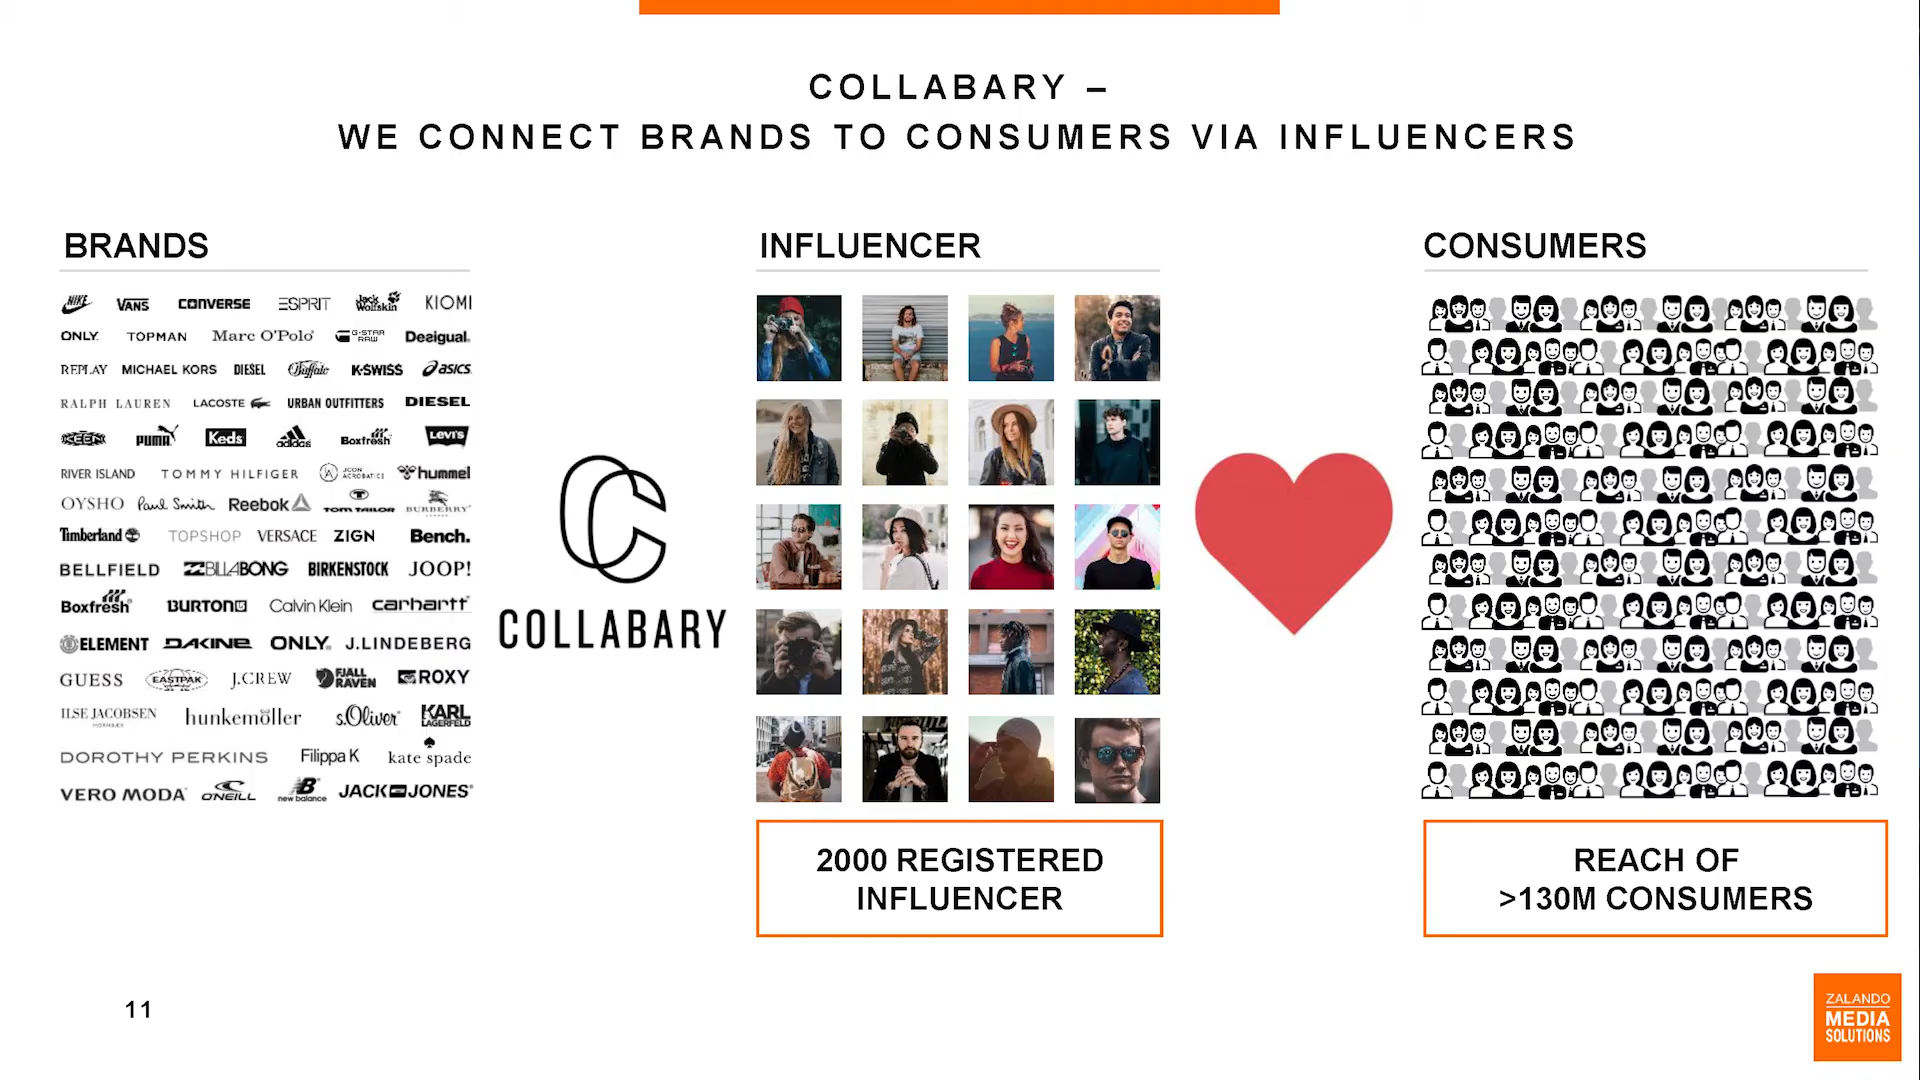 COLLABARY –
WE CONNECT BRANDS TO CONSUMERS VIA INFLUENCERS
BRANDS
NIKE VANS CONVERSE ESPRIT Jack Wolfskin KIOMI
ONLY TOPMAN Marc O'Polo G-STAR RAW Desigual.
REPLAY MICHAEL KORS DIESEL Buffalo K·SWISS asics
RALPH LAUREN LACOSTE URBAN OUTFITTERS DIESEL
KEEN PUMA Keds adidas Boxfresh Levi's
RIVER ISLAND TOMMY HILFIGER ICON ACROBATICS hummel
OYSHO Paul Smith Reebok TOM TAILOR BURBERRY
Timberland TOPSHOP VERSACE ZIGN Bench.
BELLFIELD BILLABONG BIRKENSTOCK JOOP!
Boxfresh BURTON Calvin Klein carhartt
ELEMENT DAKINE ONLY. J.LINDEBERG
GUESS EASTPAK J.CREW FJALL RAVEN ROXY
ILSE JACOBSEN HORNBÆK hunkemöller s.Oliver KARL LAGERFELD
DOROTHY PERKINS Filippa K kate spade
VERO MODA O'NEILL new balance JACK JONES
COLLABARY
INFLUENCER
2000 REGISTERED
INFLUENCER
CONSUMERS
REACH OF
>130M CONSUMERS
11
ZALANDO
MEDIA
SOLUTIONS